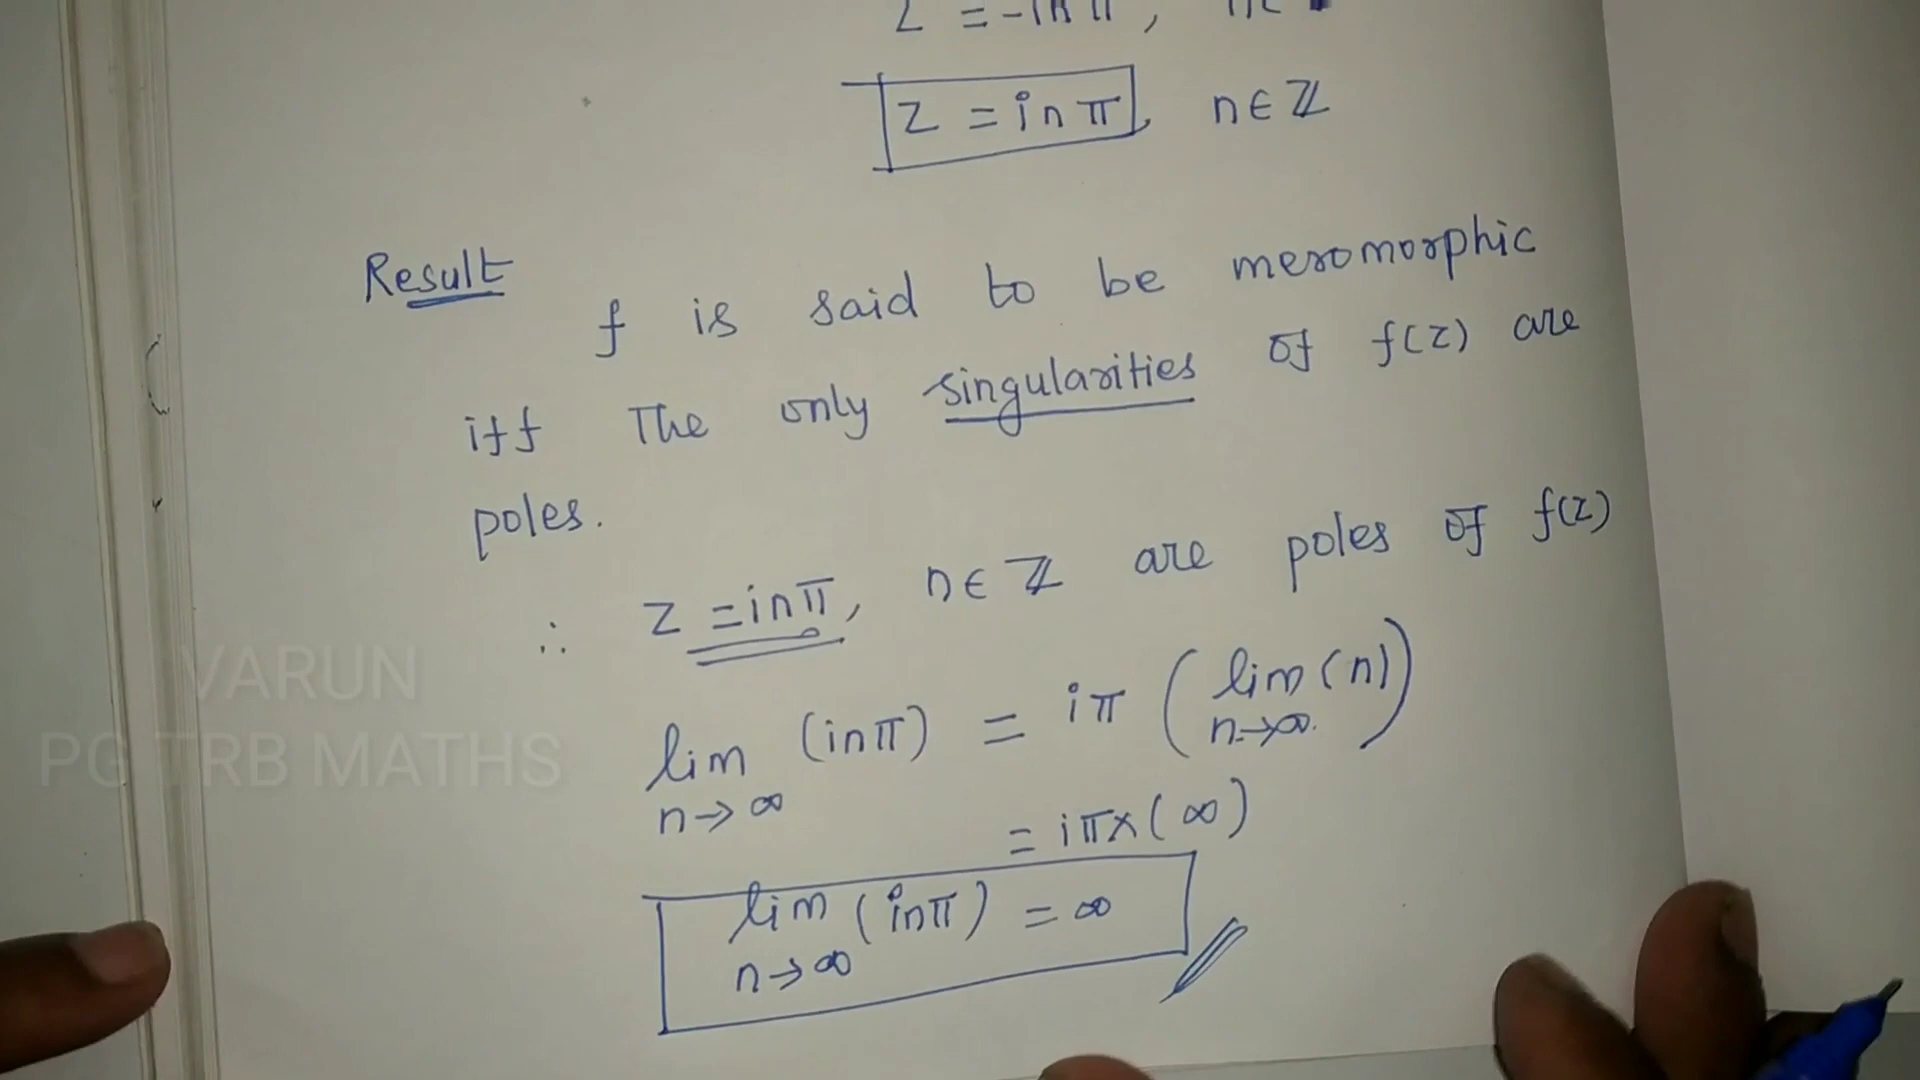 Z = -inπ,
Z = inπ, n∈ℤ
Result
f is said to be meromorphic
iff The only singularities of f(z) are
poles.
∴ Z = inπ, n∈ℤ are poles of f(z)
lim (inπ) = iπ ( lim (n) )
n→∞ n→∞.
= iπ×(∞)
lim (inπ) = ∞
n→∞
VARUN
PG TRB MATHS